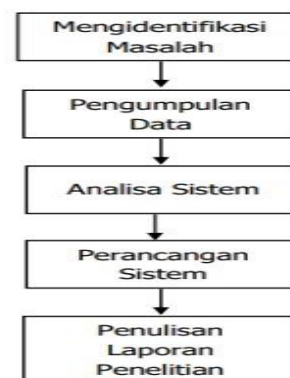 Mengidentifikasi
Masalah
Pengumpulan
Data
Analisa Sistem
Perancangan
Sistem
Penulisan
Laporan
Penelitian